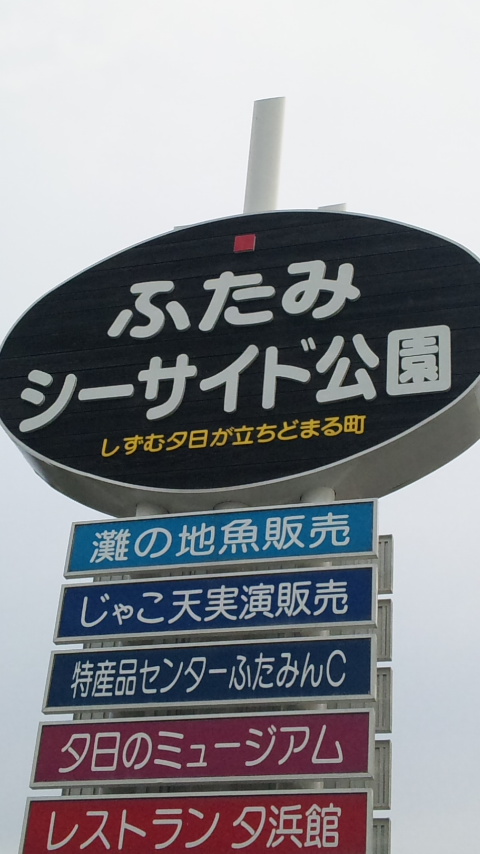 ふたみ
シーサイド公園
しずむ夕日が立ちどまる町
灘の地魚販売
じゃこ天実演販売
特産品センターふたみんC
夕日のミュージアム
レストラン夕浜館